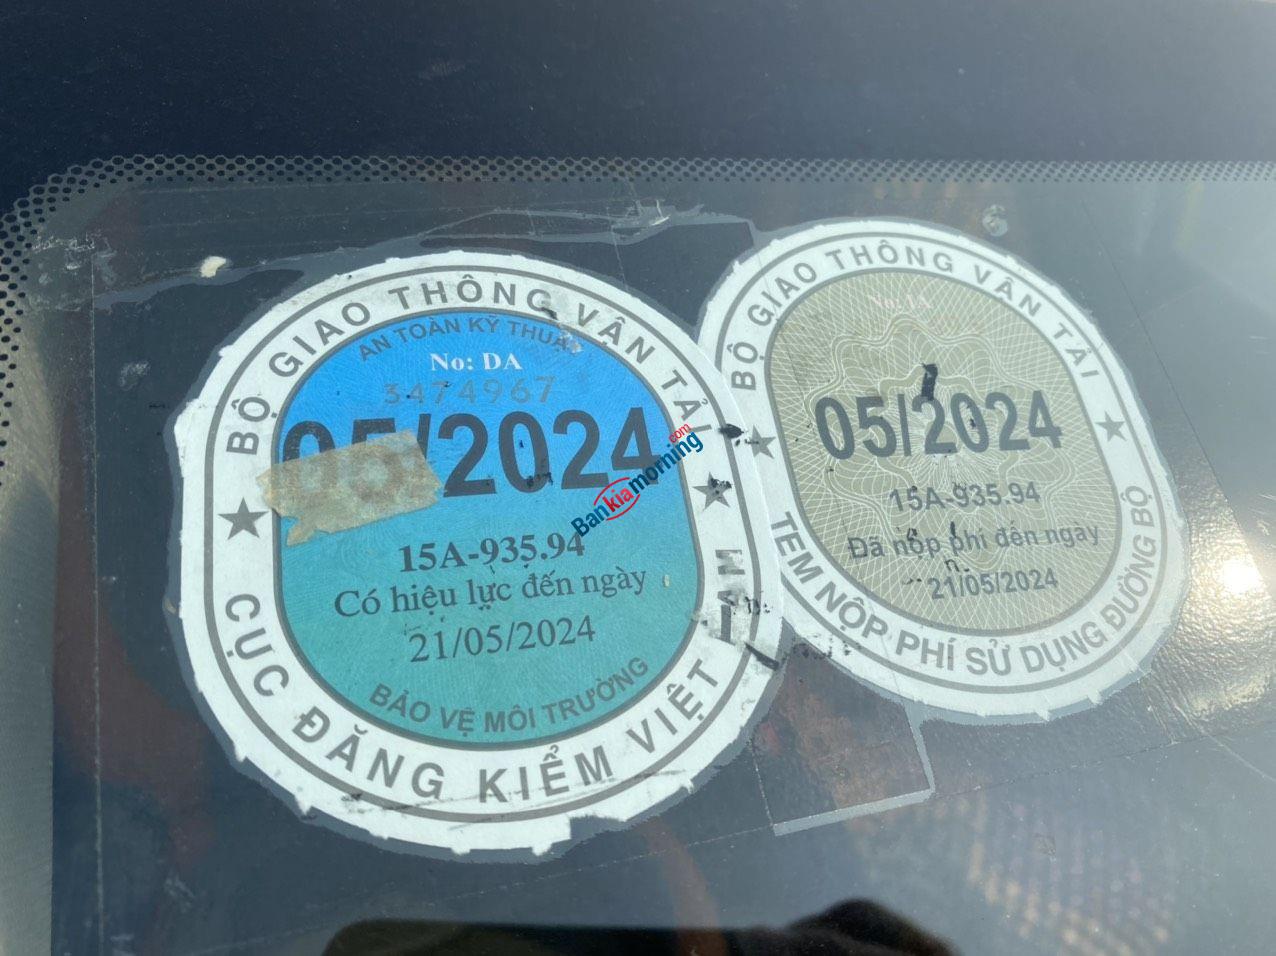 BỘ GIAO THÔNG VẬN TẢI
AN TOÀN KỸ THUẬT
No: DA
3474967
05/2024
15A-935.94
Có hiệu lực đến ngày
21/05/2024
BẢO VỆ MÔI TRƯỜNG
CỤC ĐĂNG KIỂM VIỆT NAM
Bankiamorning.com
BỘ GIAO THÔNG VẬN TẢI
05/2024
15A-935.94
Đã nộp phí đến ngày
21/05/2024
TEM NỘP PHÍ SỬ DỤNG ĐƯỜNG BỘ